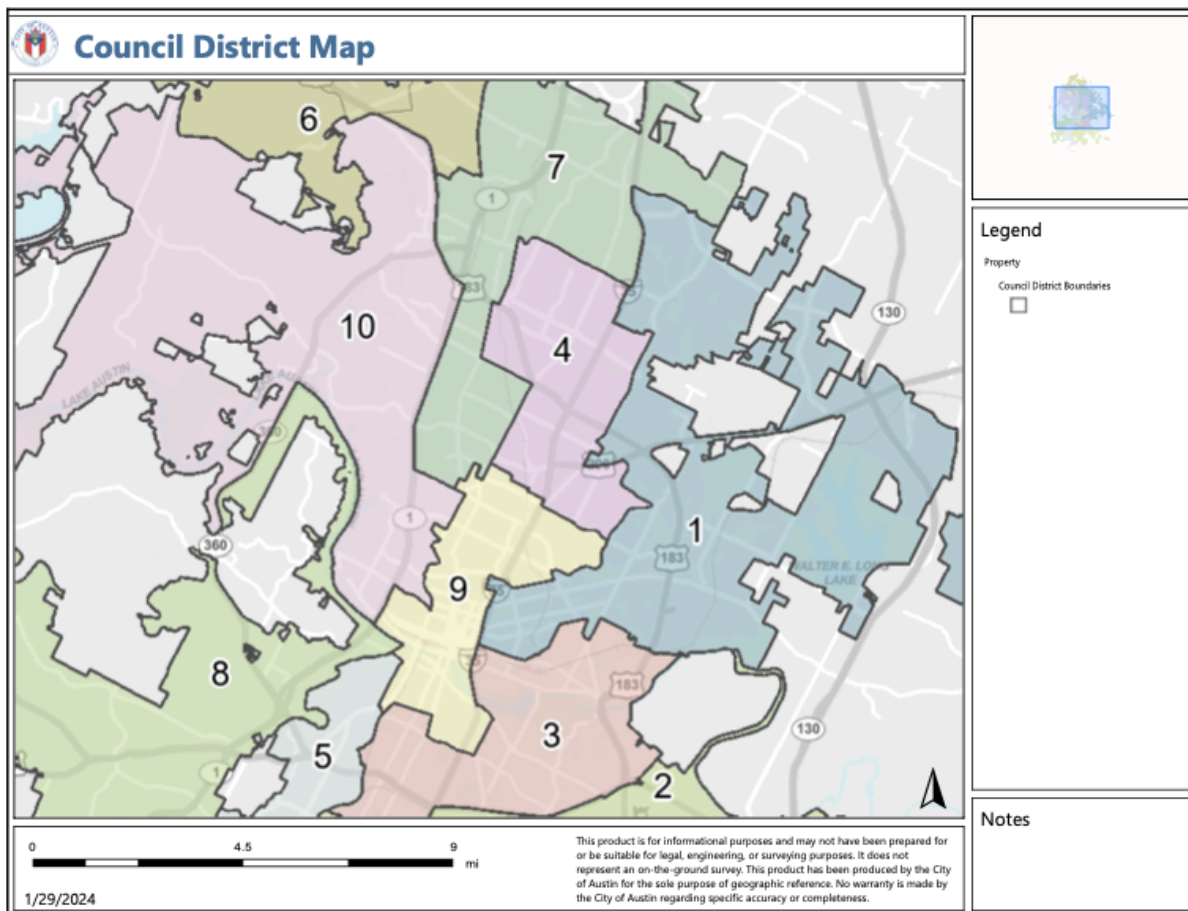 Council District Map
6
7
1
83
10
4
130
LAKE AUSTIN
360
1
1
183
WALTER E. LONG
LAKE
9
35
8
183
3
5
130
1
2
Legend
Property
Council District Boundaries
Notes
0 4.5 9
mi
1/29/2024
This product is for informational purposes and may not have been prepared for
or be suitable for legal, engineering, or surveying purposes. It does not
represent an on-the-ground survey. This product has been produced by the City
of Austin for the sole purpose of geographic reference. No warranty is made by
the City of Austin regarding specific accuracy or completeness.